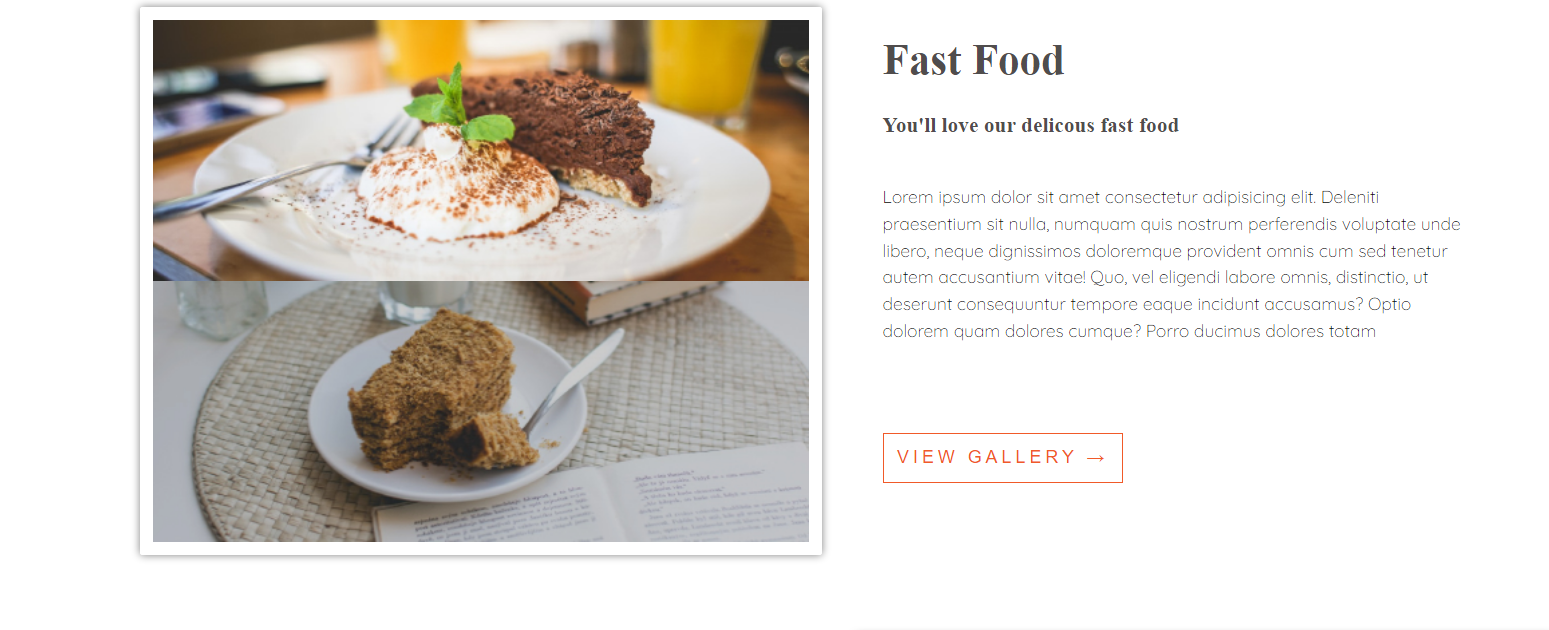 Fast Food
You'll love our delicous fast food
Lorem ipsum dolor sit amet consectetur adipisicing elit. Deleniti
praesentium sit nulla, numquam quis nostrum perferendis voluptate unde
libero, neque dignissimos doloremque provident omnis cum sed tenetur
autem accusantium vitae! Quo, vel eligendi labore omnis, distinctio, ut
deserunt consequuntur tempore eaque incidunt accusamus? Optio
dolorem quam dolores cumque? Porro ducimus dolores totam
VIEW GALLERY →